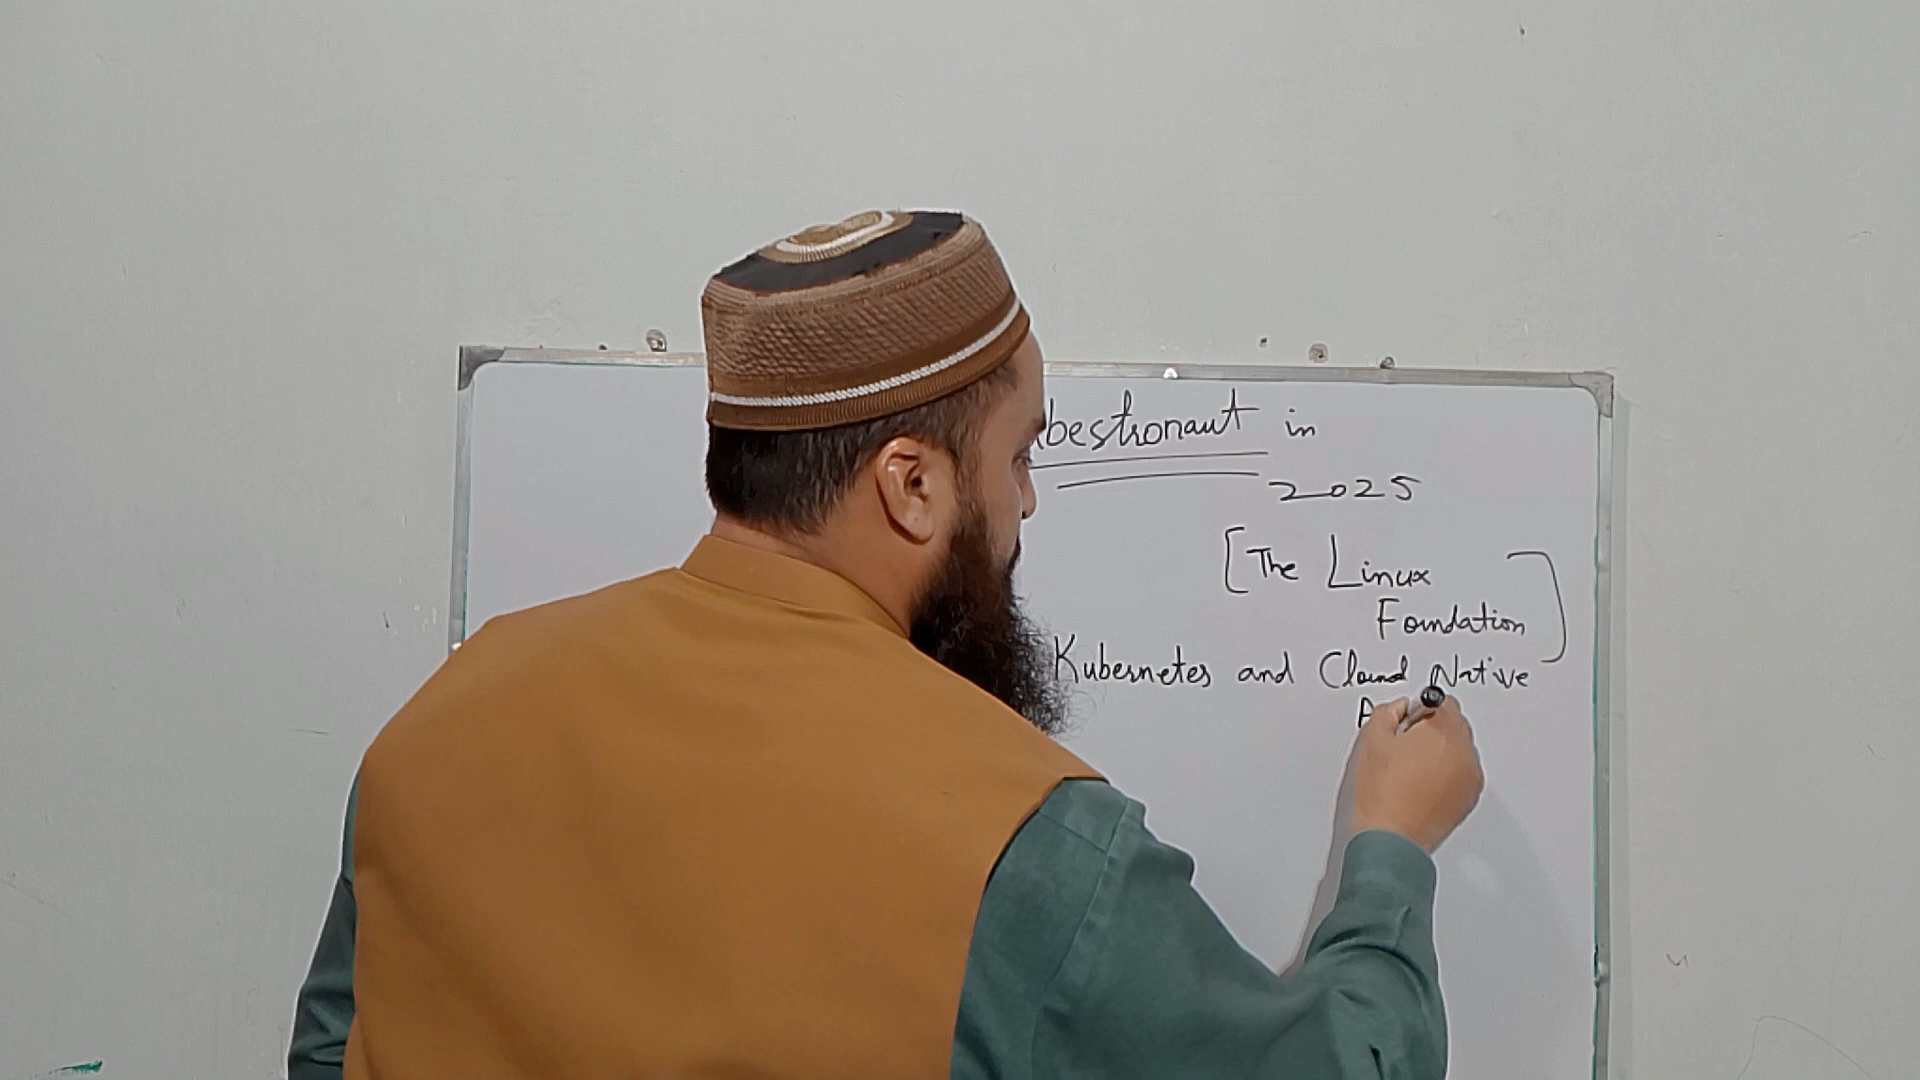 bestronaut in
2025
[The Linux
Foundation]
Kubernetes and Cloud Native
A